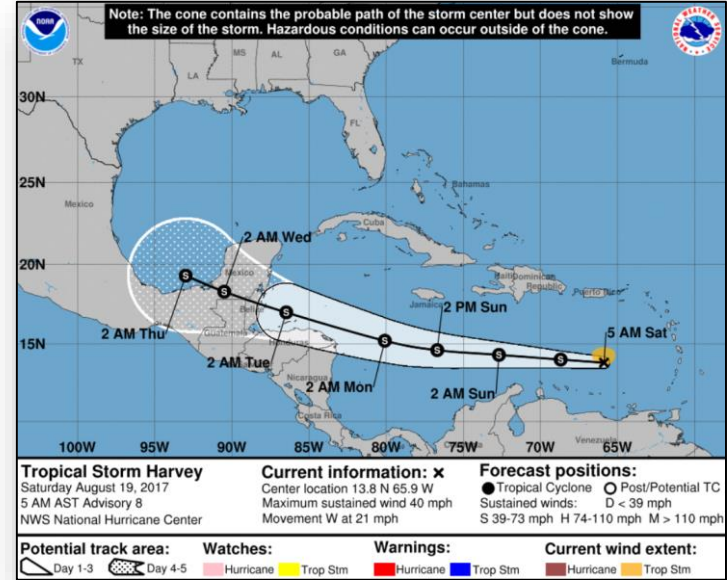 Note: The cone contains the probable path of the storm center but does not show
the size of the storm. Hazardous conditions can occur outside of the cone.
NOAA
TX
LA
MS
AL
GA
Bermuda
30N
FL
25N
Mexico
Bahamas
Cuba
2 AM Wed
20N
Mexico
Haiti
Dominican
Republic
Puerto Rico
Jamaica
2 PM Sun
Belize
5 AM Sat
2 AM Thu
Guatemala
15N
Honduras
2 AM Tue
Nicaragua
2 AM Mon
2 AM Sun
Costa Rica
Venezuela
100W 95W 90W 85W 80W 75W 70W 65W
Tropical Storm Harvey
Saturday August 19, 2017
5 AM AST Advisory 8
NWS National Hurricane Center
Current information: ×
Center location 13.8 N 65.9 W
Maximum sustained wind 40 mph
Movement W at 21 mph
Forecast positions:
Tropical Cyclone Post/Potential TC
Sustained winds: D < 39 mph
S 39-73 mph H 74-110 mph M > 110 mph
Potential track area:
Day 1-3 Day 4-5
Watches:
Hurricane Trop Stm
Warnings:
Hurricane Trop Stm
Current wind extent:
Hurricane Trop Stm